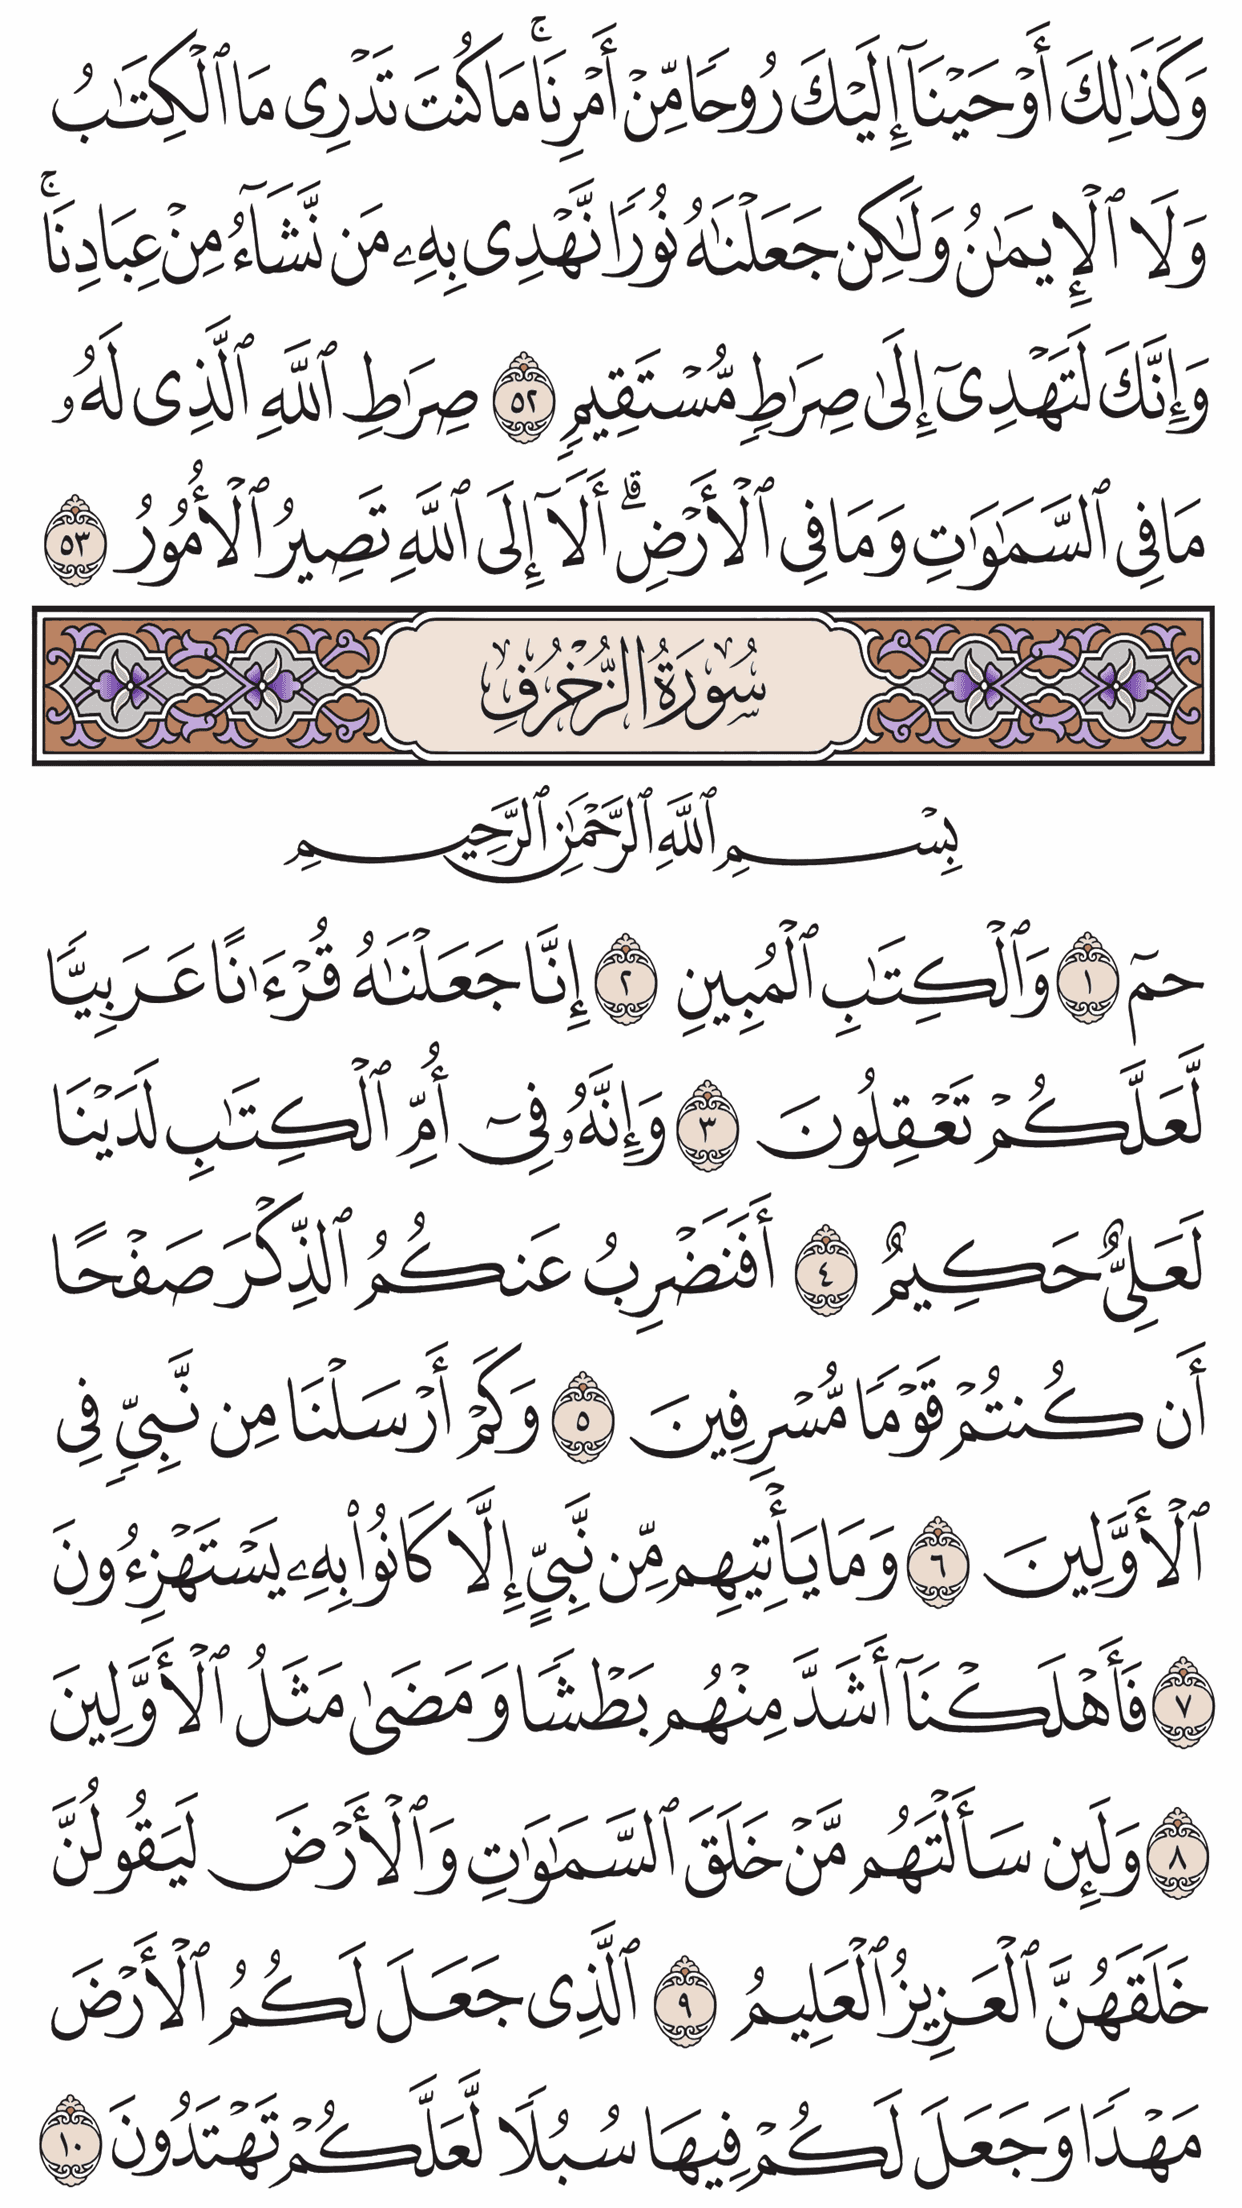 وَكَذَٰلِكَ أَوْحَيْنَآ إِلَيْكَ رُوحًا مِّنْ أَمْرِنَا ۚ مَا كُنتَ تَدْرِى مَا ٱلْكِتَـٰبُ
وَلَا ٱلْإِيمَـٰنُ وَلَـٰكِن جَعَلْنَـٰهُ نُورًا نَّهْدِى بِهِۦ مَن نَّشَآءُ مِنْ عِبَادِنَا ۚ
وَإِنَّكَ لَتَهْدِىٓ إِلَىٰ صِرَٰطٍ مُّسْتَقِيمٍ ٥٢ صِرَٰطِ ٱللَّهِ ٱلَّذِى لَهُۥ
مَا فِى ٱلسَّمَـٰوَٰتِ وَمَا فِى ٱلْأَرْضِ ۗ أَلَآ إِلَى ٱللَّهِ تَصِيرُ ٱلْأُمُورُ ٥٣
سُورَةُ الزُّخْرُفِ
بِسْمِ ٱللَّهِ ٱلرَّحْمَـٰنِ ٱلرَّحِيمِ
حمٓ ١ وَٱلْكِتَـٰبِ ٱلْمُبِينِ ٢ إِنَّا جَعَلْنَـٰهُ قُرْءَٰنًا عَرَبِيًّا
لَّعَلَّكُمْ تَعْقِلُونَ ٣ وَإِنَّهُۥ فِىٓ أُمِّ ٱلْكِتَـٰبِ لَدَيْنَا
لَعَلِىٌّ حَكِيمٌ ٤ أَفَنَضْرِبُ عَنكُمُ ٱلذِّكْرَ صَفْحًا
أَن كُنتُمْ قَوْمًا مُّسْرِفِينَ ٥ وَكَمْ أَرْسَلْنَا مِن نَّبِىٍّ فِى
ٱلْأَوَّلِينَ ٦ وَمَا يَأْتِيهِم مِّن نَّبِىٍّ إِلَّا كَانُوا۟ بِهِۦ يَسْتَهْزِءُونَ
٧ فَأَهْلَكْنَآ أَشَدَّ مِنْهُم بَطْشًا وَمَضَىٰ مَثَلُ ٱلْأَوَّلِينَ
٨ وَلَئِن سَأَلْتَهُم مَّنْ خَلَقَ ٱلسَّمَـٰوَٰتِ وَٱلْأَرْضَ لَيَقُولُنَّ
خَلَقَهُنَّ ٱلْعَزِيزُ ٱلْعَلِيمُ ٩ ٱلَّذِى جَعَلَ لَكُمُ ٱلْأَرْضَ
مَهْدًا وَجَعَلَ لَكُمْ فِيهَا سُبُلًا لَّعَلَّكُمْ تَهْتَدُونَ ١٠